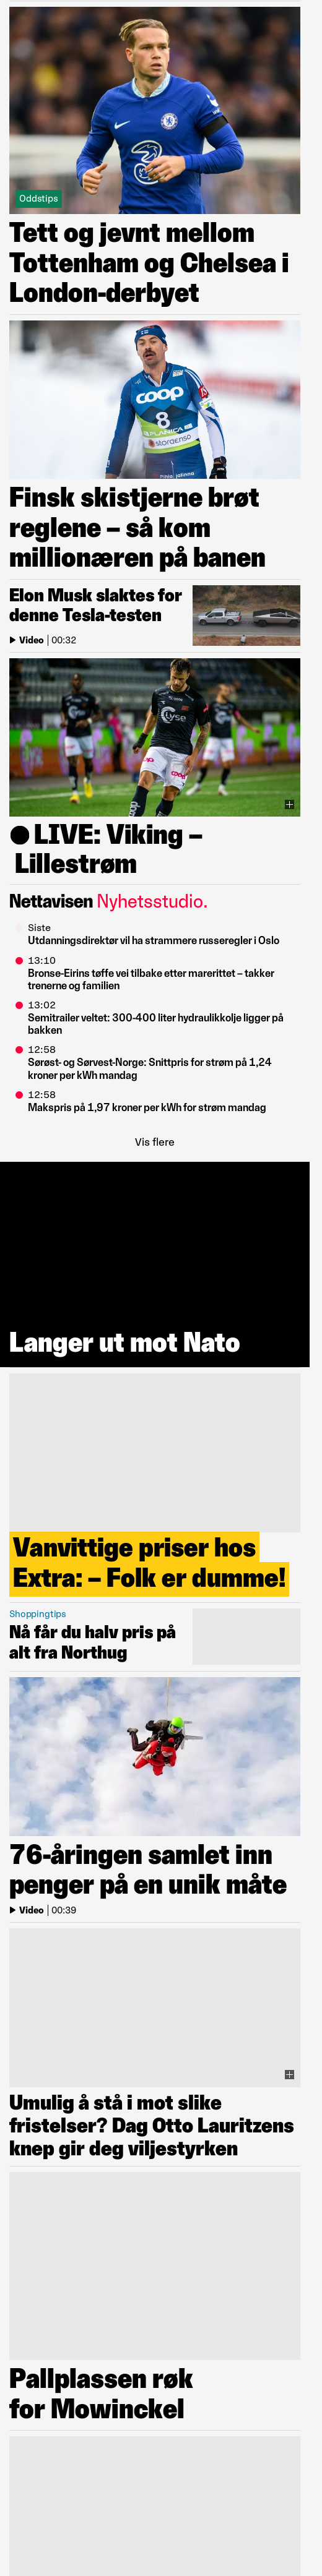 Oddstips
Tett og jevnt mellom
Tottenham og Chelsea i
London-derbyet
coop
8
PLANICA
storaenso
Finsk skistjerne brøt
reglene – så kom
millionæren på banen
Elon Musk slaktes for
denne Tesla-testen
Video | 00:32
Lyse
coop
LIVE: Viking –
Lillestrøm
Nettavisen Nyhetsstudio.
Siste
Utdanningsdirektør vil ha strammere russeregler i Oslo
13:10
Bronse-Eirins tøffe vei tilbake etter marerittet – takker
trenerne og familien
13:02
Semitrailer veltet: 300-400 liter hydraulikkolje ligger på
bakken
12:58
Sørøst- og Sørvest-Norge: Snittpris for strøm på 1,24
kroner per kWh mandag
12:58
Makspris på 1,97 kroner per kWh for strøm mandag
Vis flere
Langer ut mot Nato
Vanvittige priser hos
Extra: – Folk er dumme!
Shoppingtips
Nå får du halv pris på
alt fra Northug
76-åringen samlet inn
penger på en unik måte
Video | 00:39
Umulig å stå i mot slike
fristelser? Dag Otto Lauritzens
knep gir deg viljestyrken
Pallplassen røk
for Mowinckel